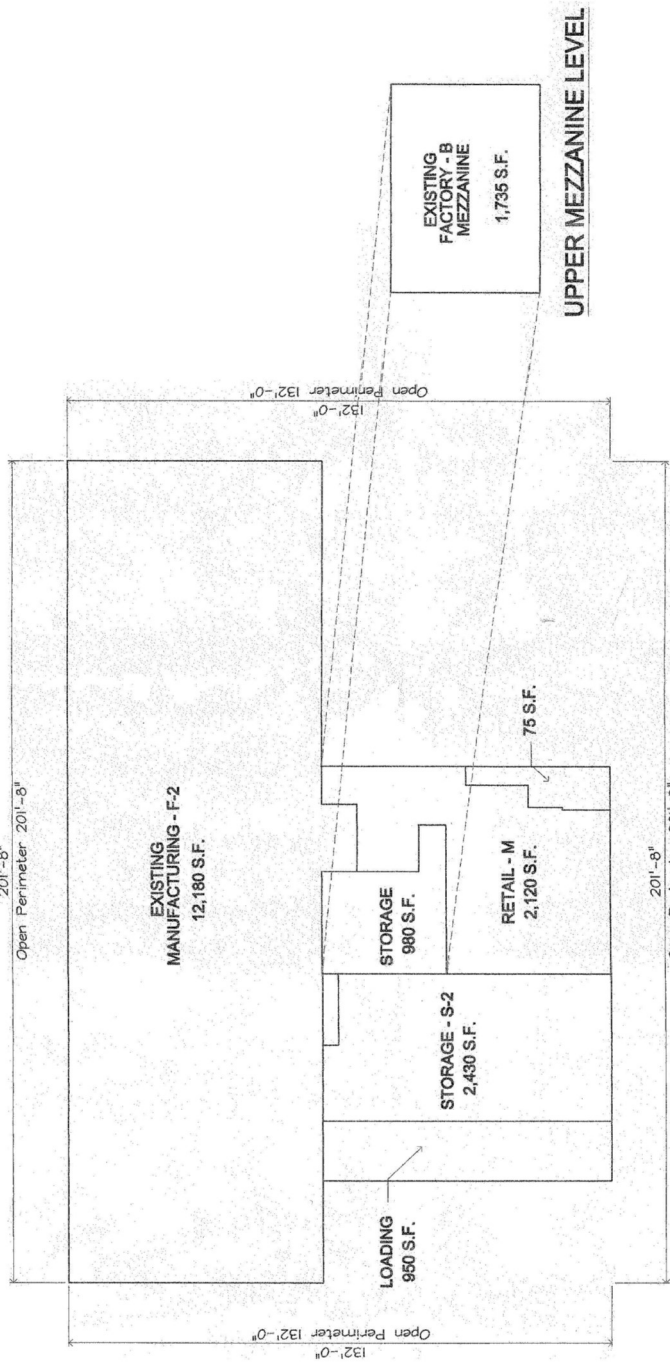 201'-8"
Open Perimeter 201'-8"
EXISTING
MANUFACTURING - F-2
12,180 S.F.
132'-0"
Open Perimeter 132'-0"
Open Perimeter 132'-0"
132'-0"
LOADING
950 S.F.
STORAGE - S-2
2,430 S.F.
STORAGE
980 S.F.
RETAIL - M
2,120 S.F.
75 S.F.
201'-8"
EXISTING
FACTORY - B
MEZZANINE
1,735 S.F.
UPPER MEZZANINE LEVEL